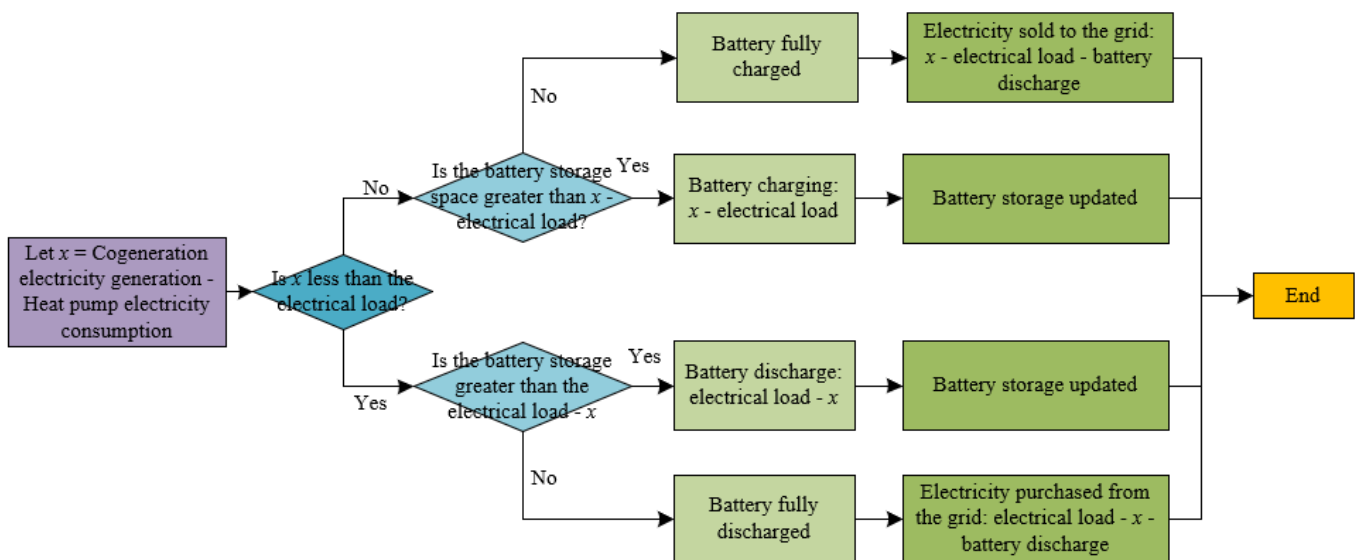 Battery fully
charged
Electricity sold to the grid:
x - electrical load - battery
discharge
No
Is the battery storage
space greater than x -
electrical load?
Yes
Battery charging:
x - electrical load
Battery storage updated
No
Let x = Cogeneration
electricity generation -
Heat pump electricity
consumption
Is x less than the
electrical load?
End
Yes
Is the battery storage
greater than the
electrical load - x
Yes
Battery discharge:
electrical load - x
Battery storage updated
No
Battery fully
discharged
Electricity purchased from
the grid: electrical load - x -
battery discharge